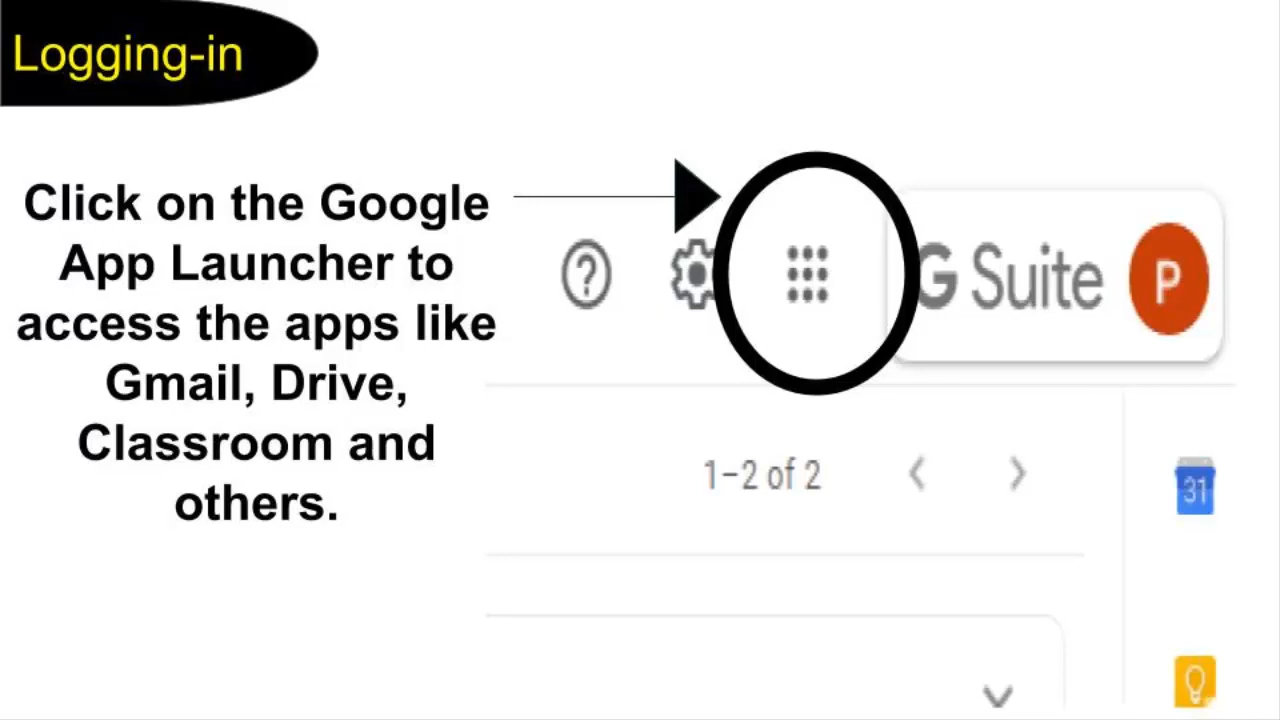 Logging-in
Click on the Google
App Launcher to
access the apps like
Gmail, Drive,
Classroom and
others.
?
G Suite
P
1–2 of 2
31